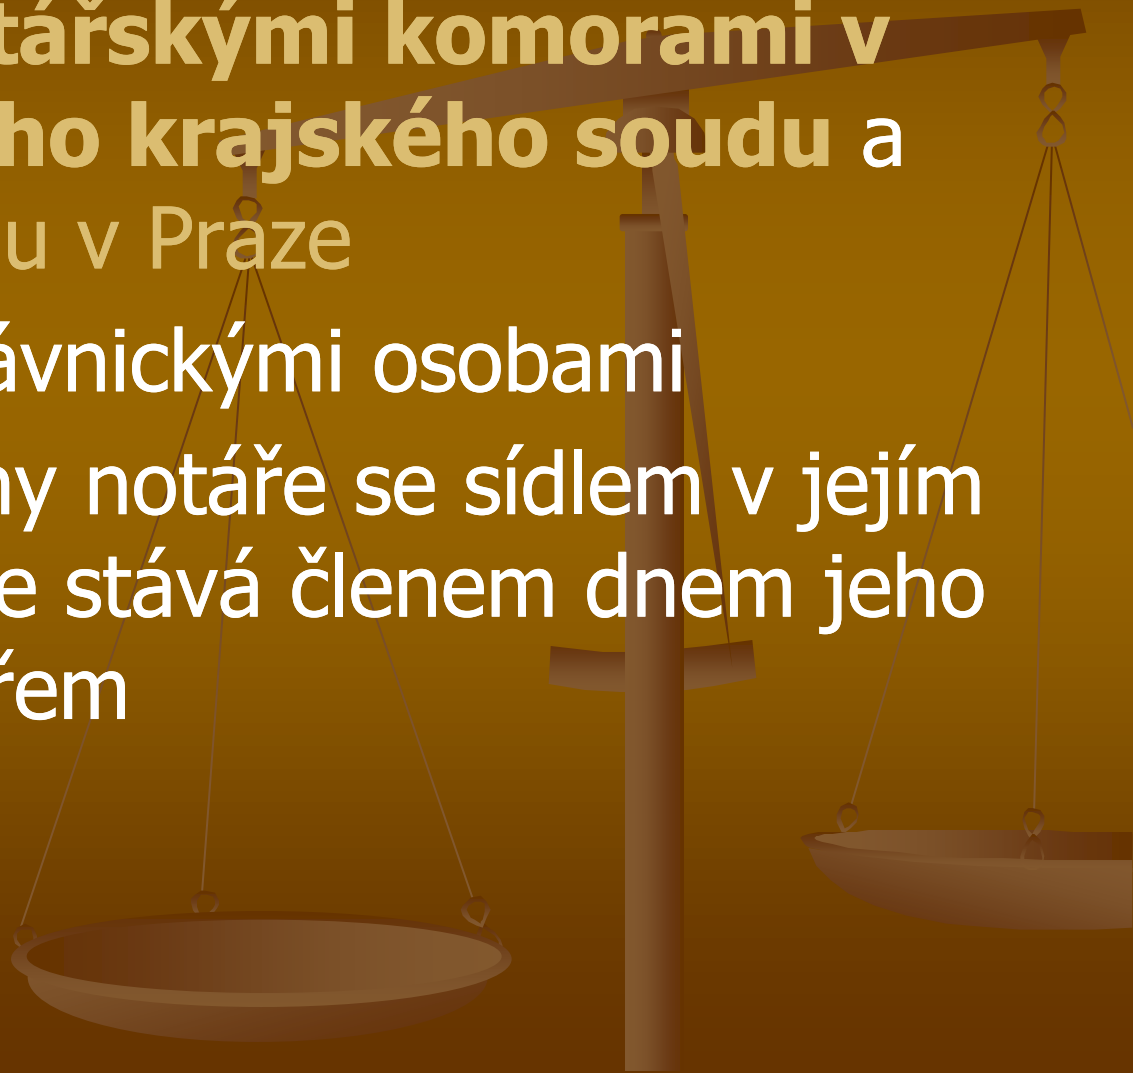 tářskými komorami v
ho krajského soudu a
u v Praze
ávnickými osobami
ny notáře se sídlem v jejím
e stává členem dnem jeho
řem